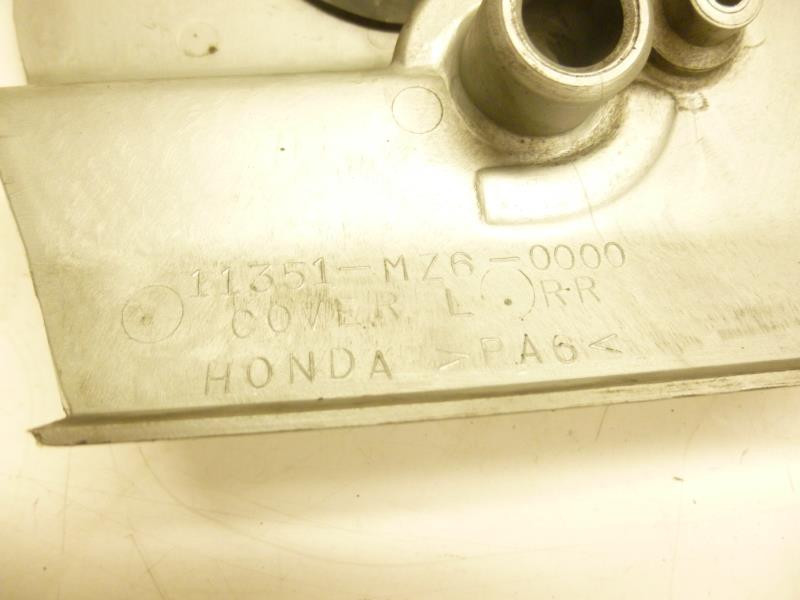 11351-MZ6-0000
COVER L RR
HONDA >PA6<